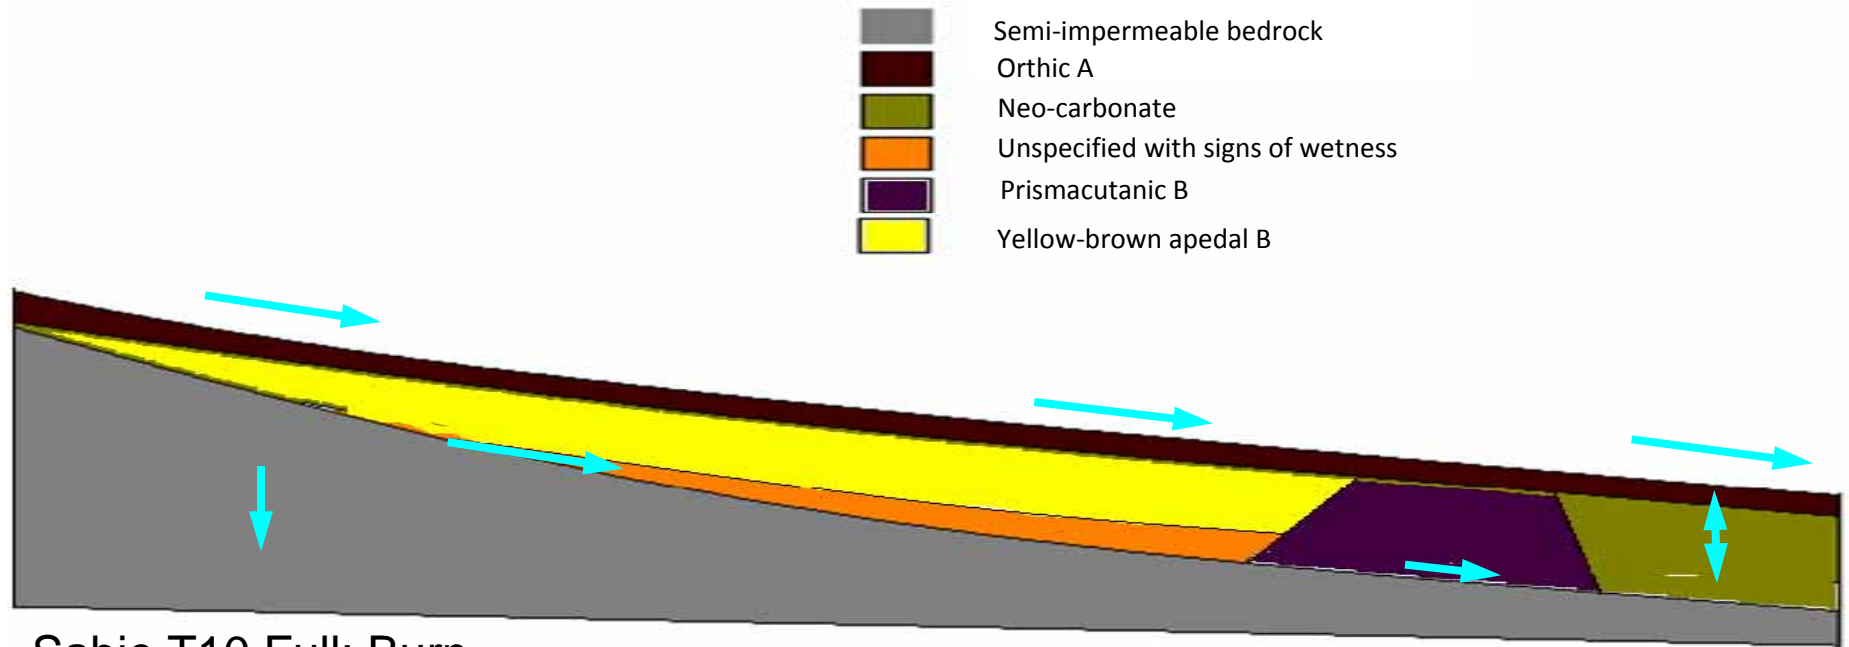 Semi-impermeable bedrock
Orthic A
Neo-carbonate
Unspecified with signs of wetness
Prismacutanic B
Yellow-brown apedal B